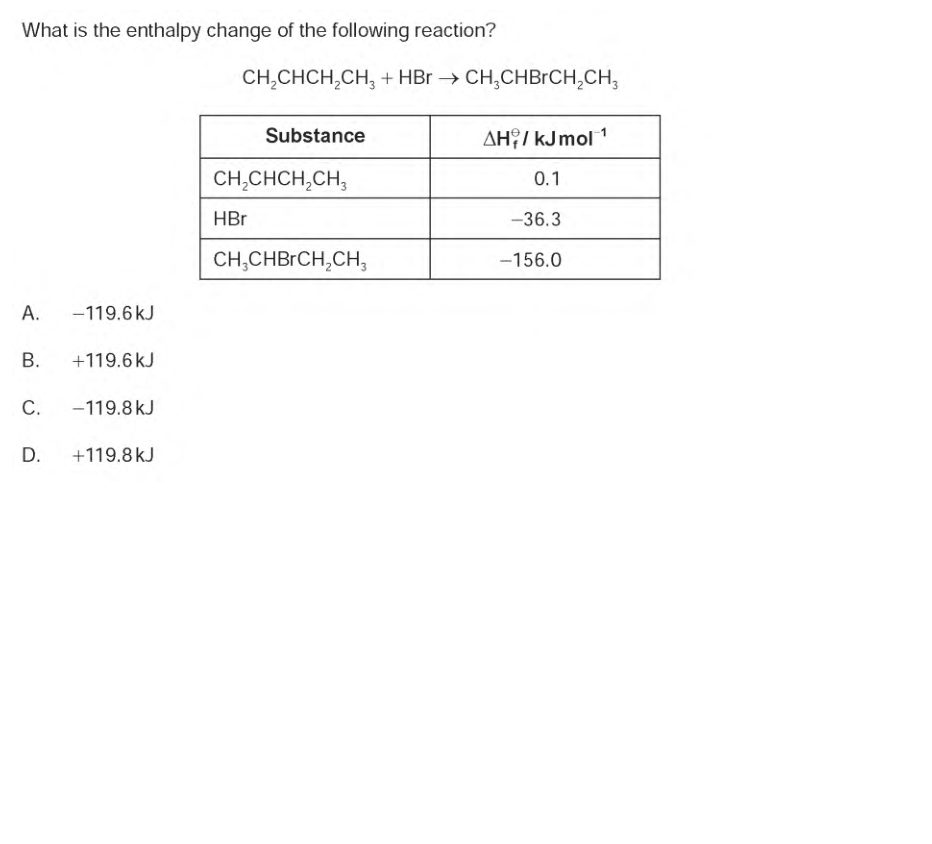 What is the enthalpy change of the following reaction?
CH₂CHCH₂CH₃ + HBr → CH₃CHBrCH₂CH₃
Substance ΔH_f^⊖ / kJ mol⁻¹
CH₂CHCH₂CH₃ 0.1
HBr −36.3
CH₃CHBrCH₂CH₃ −156.0
A. −119.6 kJ
B. +119.6 kJ
C. −119.8 kJ
D. +119.8 kJ